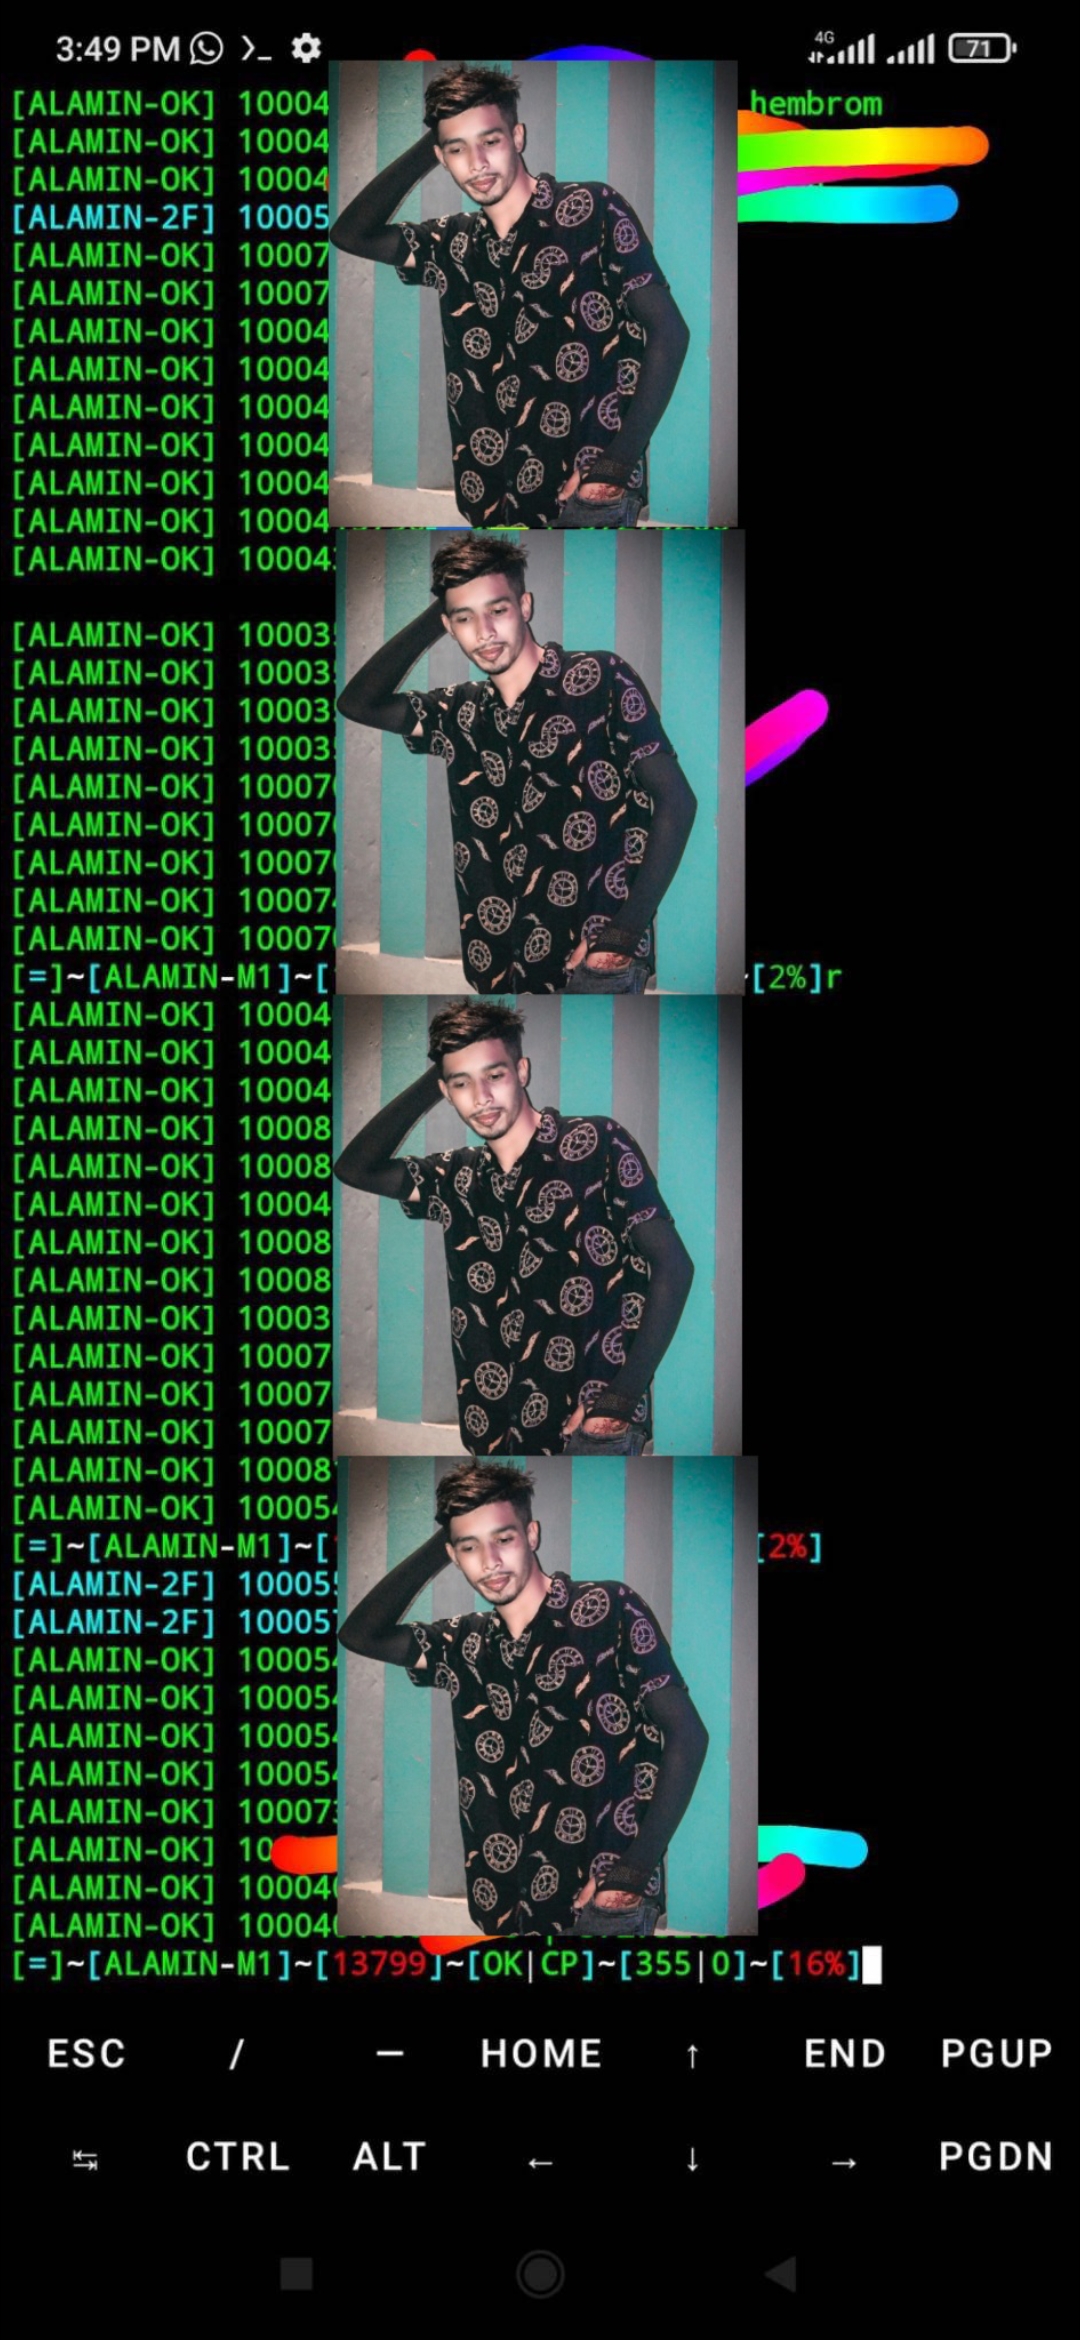 3:49 PM 4G 71
[ALAMIN-OK] 10004 hembrom
[ALAMIN-OK] 10004
[ALAMIN-OK] 10004
[ALAMIN-2F] 10005
[ALAMIN-OK] 10007
[ALAMIN-OK] 10007
[ALAMIN-OK] 10004
[ALAMIN-OK] 10004
[ALAMIN-OK] 10004
[ALAMIN-OK] 10004
[ALAMIN-OK] 10004
[ALAMIN-OK] 10004
[ALAMIN-OK] 10004
[ALAMIN-OK] 10003
[ALAMIN-OK] 10003
[ALAMIN-OK] 10003
[ALAMIN-OK] 10003
[ALAMIN-OK] 10007
[ALAMIN-OK] 10007
[ALAMIN-OK] 10007
[ALAMIN-OK] 10007
[ALAMIN-OK] 10007
[=]~[ALAMIN-M1]~[ ~[2%]r
[ALAMIN-OK] 10004
[ALAMIN-OK] 10004
[ALAMIN-OK] 10004
[ALAMIN-OK] 10008
[ALAMIN-OK] 10008
[ALAMIN-OK] 10004
[ALAMIN-OK] 10008
[ALAMIN-OK] 10008
[ALAMIN-OK] 10003
[ALAMIN-OK] 10007
[ALAMIN-OK] 10007
[ALAMIN-OK] 10007
[ALAMIN-OK] 10008
[ALAMIN-OK] 10005
[=]~[ALAMIN-M1]~[ [2%]
[ALAMIN-2F] 10005
[ALAMIN-2F] 10005
[ALAMIN-OK] 10005
[ALAMIN-OK] 10005
[ALAMIN-OK] 10005
[ALAMIN-OK] 10005
[ALAMIN-OK] 10007
[ALAMIN-OK] 10
[ALAMIN-OK] 10004
[ALAMIN-OK] 10004
[=]~[ALAMIN-M1]~[13799]~[OK|CP]~[355|0]~[16%]
ESC / — HOME ↑ END PGUP
↹ CTRL ALT ← ↓ → PGDN